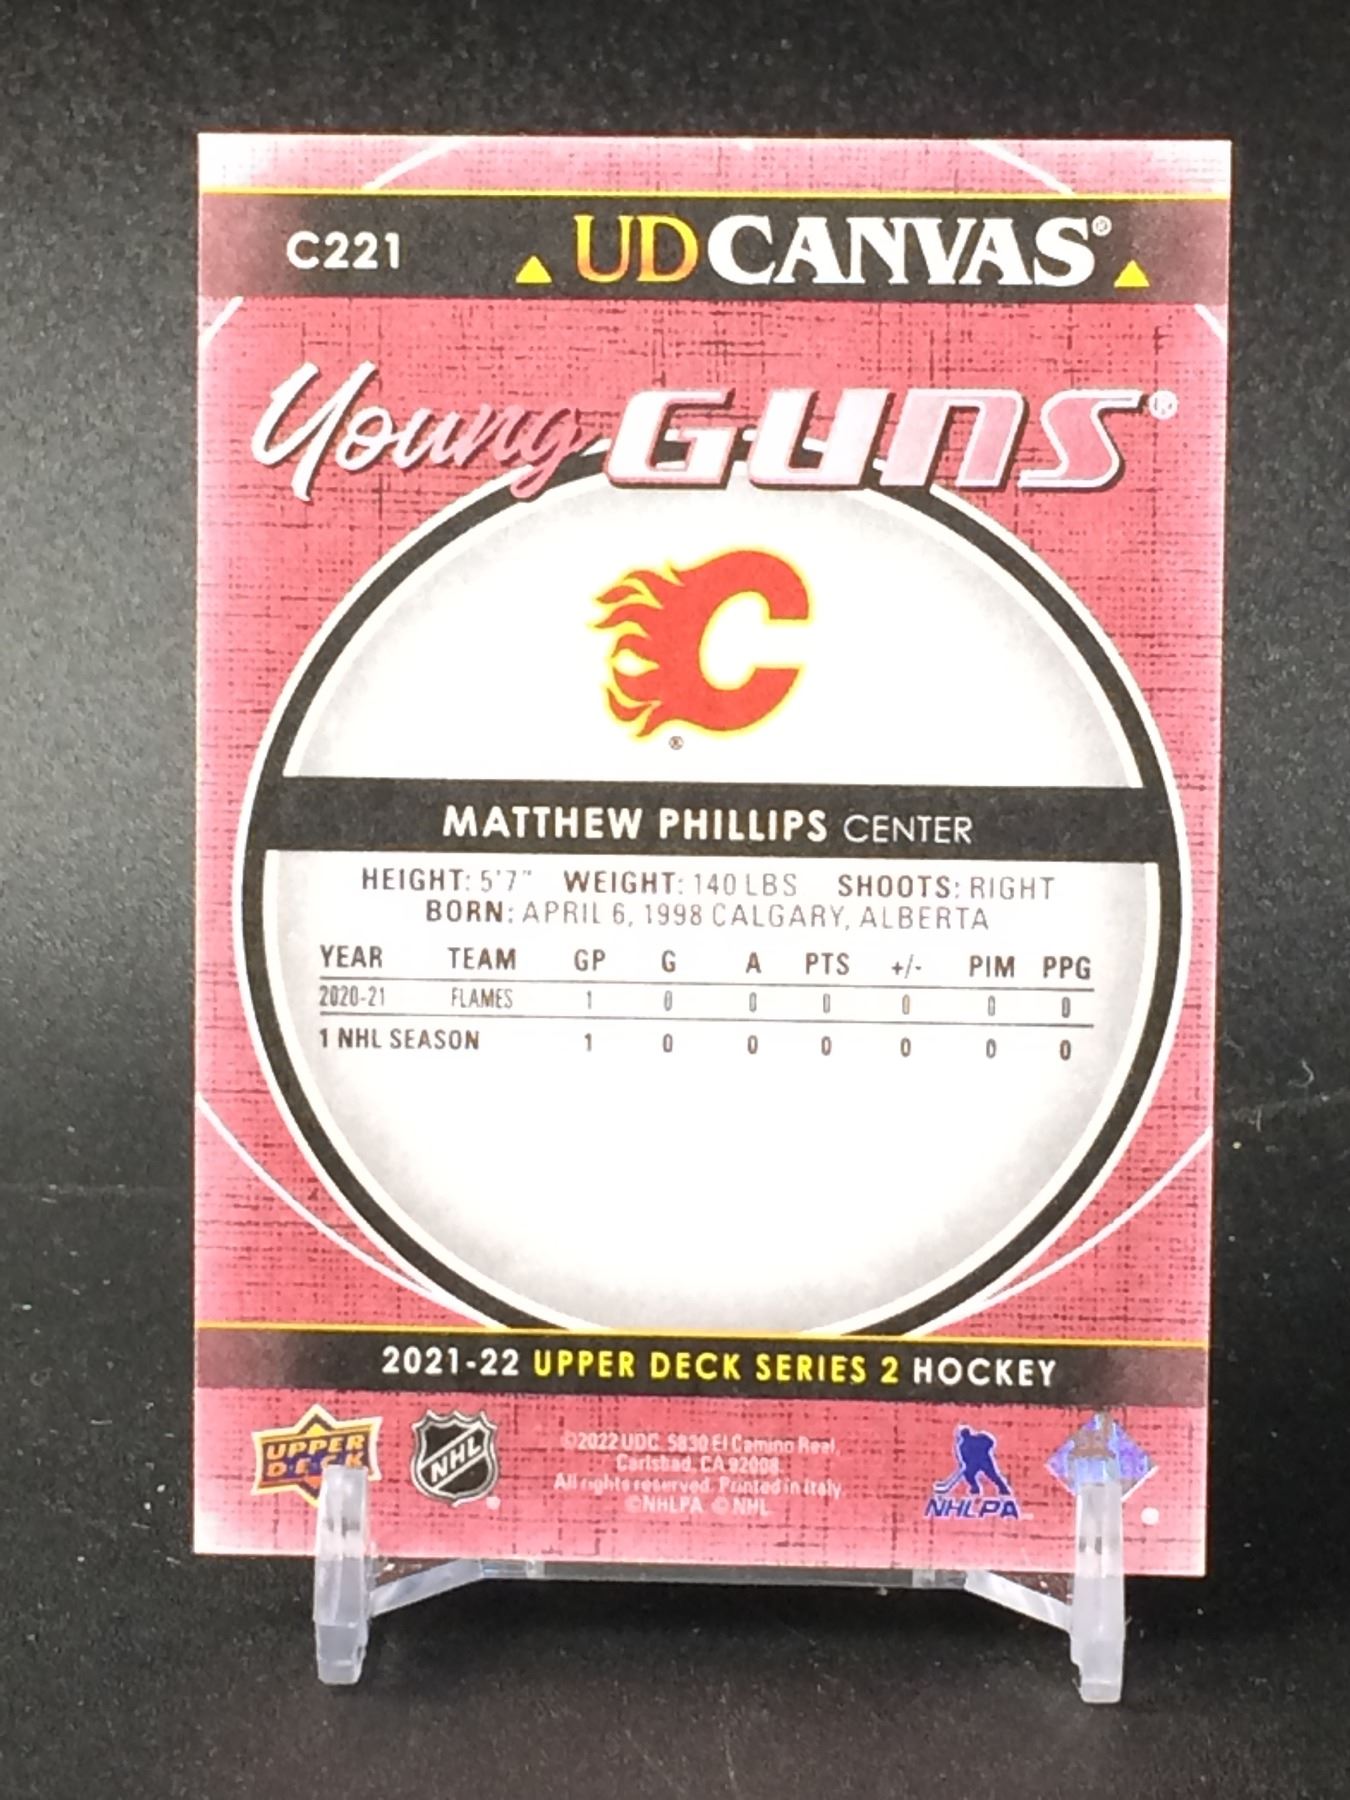 C221 UD CANVAS®
Young GUNS®
®
MATTHEW PHILLIPS CENTER
HEIGHT: 5'7" WEIGHT: 140 LBS SHOOTS: RIGHT
BORN: APRIL 6, 1998 CALGARY, ALBERTA
YEAR TEAM GP G A PTS +/- PIM PPG
2020-21 FLAMES 1 0 0 0 0 0 0
1 NHL SEASON 1 0 0 0 0 0 0
2021-22 UPPER DECK SERIES 2 HOCKEY
UPPER
DECK
NHL
©2022 UDC. 5830 El Camino Real,
Carlsbad, CA 92008
All rights reserved. Printed in Italy.
©NHLPA ©NHL
NHLPA